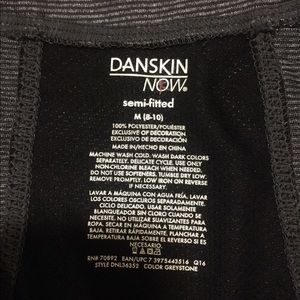 DANSKIN
NOW®
semi-fitted
M (8-10)
100% POLYESTER/POLIÉSTER
EXCLUSIVE OF DECORATION
EXCLUSIVO DE DECORACIÓN
MADE IN/HECHO EN CHINA
MACHINE WASH COLD. WASH DARK COLORS
SEPARATELY. DELICATE CYCLE. USE ONLY
NON-CHLORINE BLEACH WHEN NEEDED.
DO NOT USE SOFTENERS. TUMBLE DRY LOW.
REMOVE PROMPTLY. LOW IRON ON REVERSE
IF NECESSARY.
LAVAR A MÁQUINA CON AGUA FRÍA. LAVAR
LOS COLORES OSCUROS SEPARADAMENTE.
CICLO DELICADO. USAR SOLAMENTE
BLANQUEADOR SIN CLORO CUANDO SEA
NECESARIO. NO UTILIZAR SUAVIZANTES PARA
ROPA. SECAR EN MÁQUINA A TEMPERATURA
BAJA. RETIRAR RÁPIDAMENTE. PLANCHAR A
TEMPERATURA BAJA SOBRE EL REVERSO SI ES
NECESARIO.
RN# 70892 EAN/UPC 7 3975443516 Q16
STYLE DNL36352 COLOR GREYSTONE